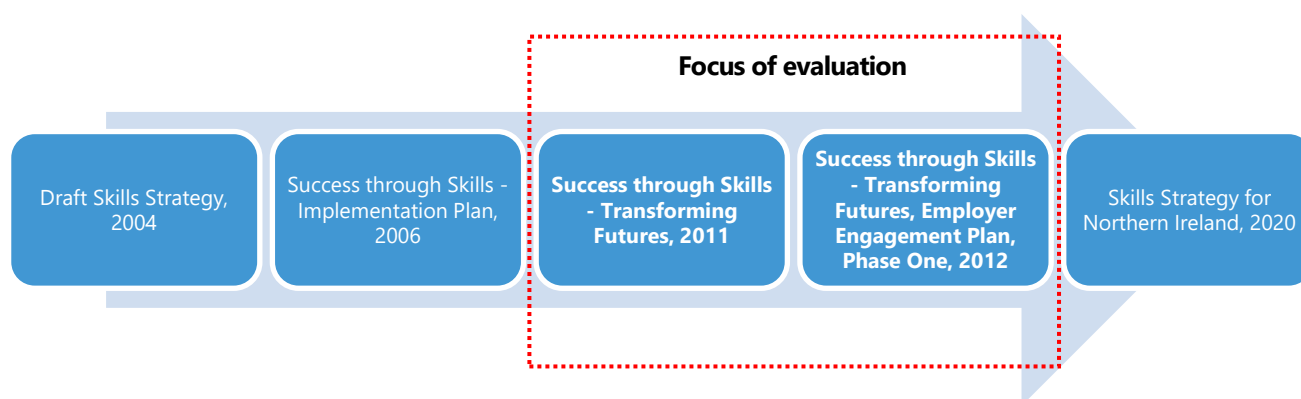 Focus of evaluation
Draft Skills Strategy,
2004
Success through Skills -
Implementation Plan,
2006
Success through Skills
- Transforming
Futures, 2011
Success through Skills
- Transforming
Futures, Employer
Engagement Plan,
Phase One, 2012
Skills Strategy for
Northern Ireland, 2020